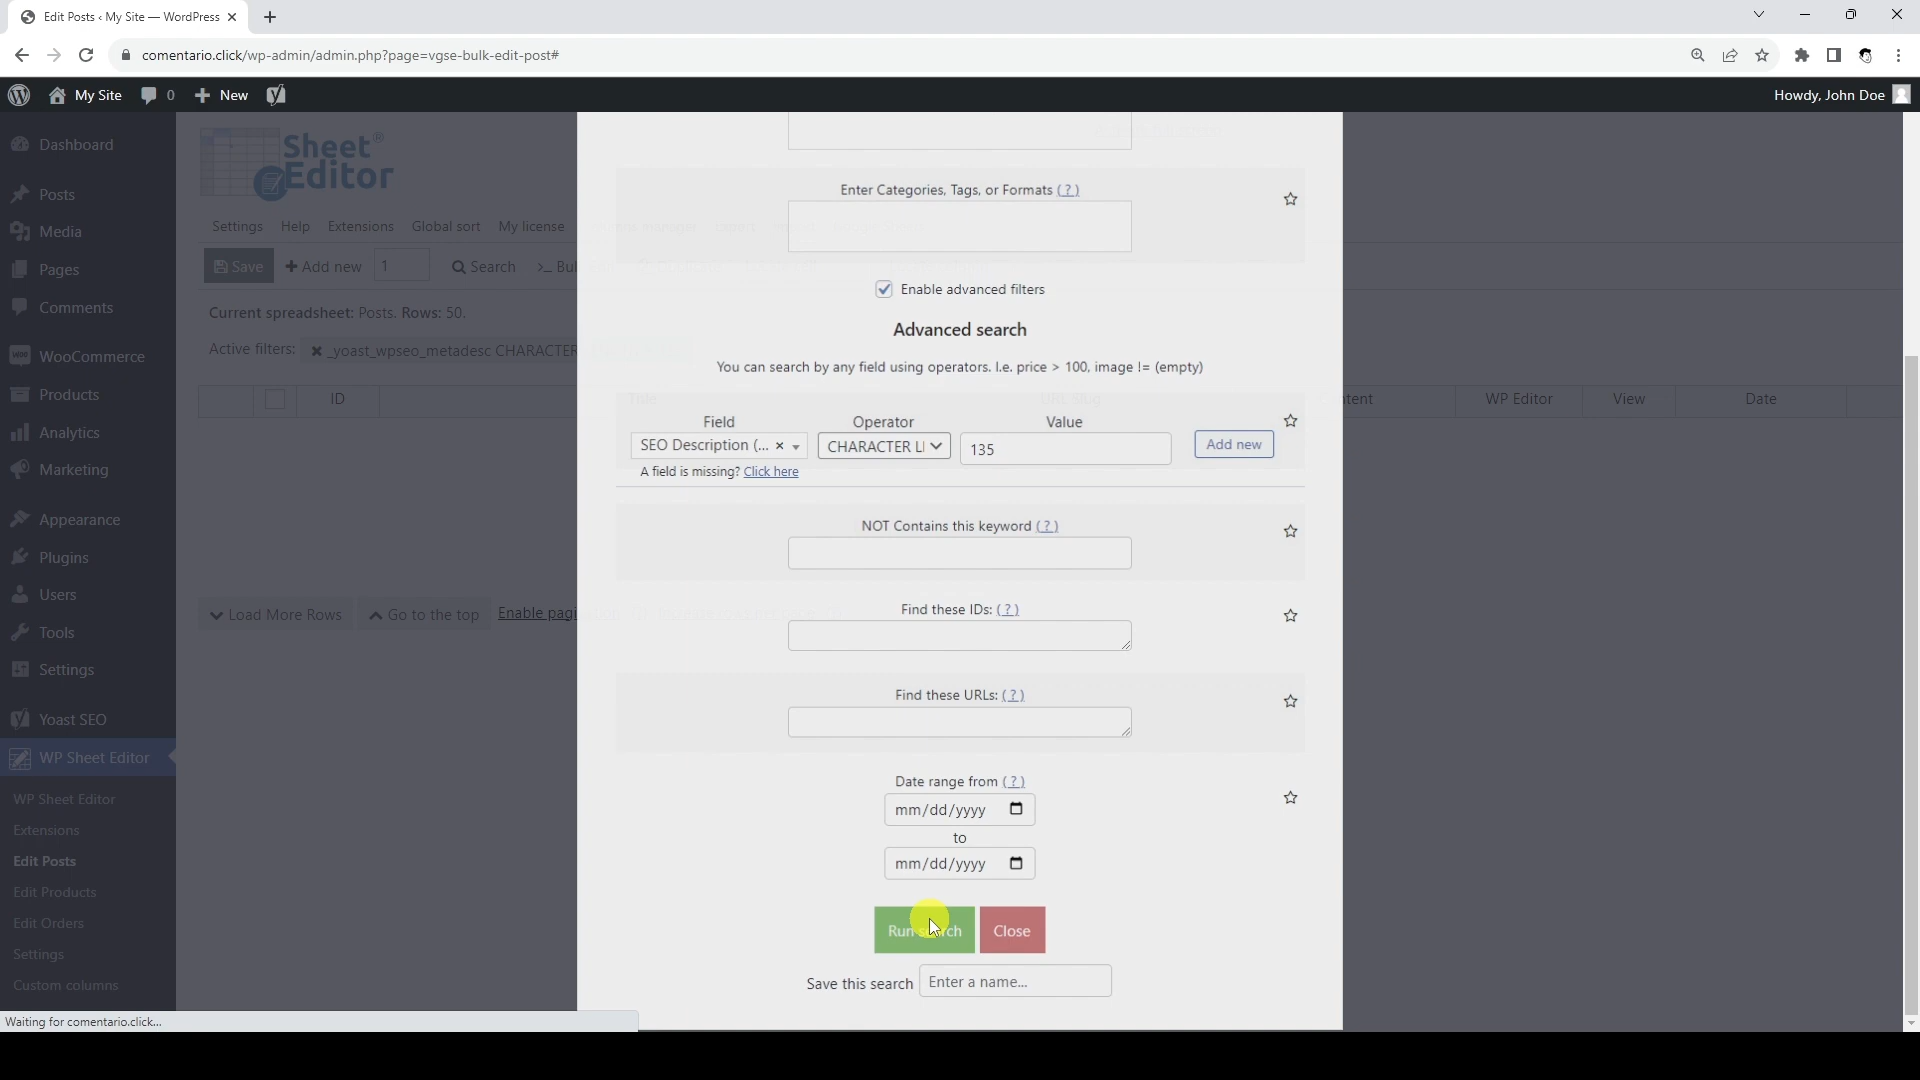 Edit Posts ‹ My Site — WordPress
comentario.click/wp-admin/admin.php?page=vgse-bulk-edit-post#
My Site 0 New Howdy, John Doe
Dashboard
Posts
Media
Pages
Comments
WooCommerce
Products
Analytics
Marketing
Appearance
Plugins
Users
Tools
Settings
Yoast SEO
WP Sheet Editor
WP Sheet Editor
Extensions
Edit Posts
Edit Products
Edit Orders
Settings
Custom columns
Waiting for comentario.click...
Sheet®
Editor
Settings Help Extensions Global sort My license
Save Add new 1 Search
Current spreadsheet: Posts. Rows: 50.
Active filters: _yoast_wpseo_metadesc CHARACTER
ID Title URL Slug WP Editor View Date
Load More Rows Go to the top Enable
Enter Categories, Tags, or Formats (?)
Enable advanced filters
Advanced search
You can search by any field using operators. I.e. price > 100, image != (empty)
Field Operator Value
SEO Description (... CHARACTER LI 135 Add new
A field is missing? Click here
NOT Contains this keyword (?)
Find these IDs: (?)
Find these URLs: (?)
Date range from (?)
mm/dd/yyyy
to
mm/dd/yyyy
Run search Close
Save this search Enter a name...